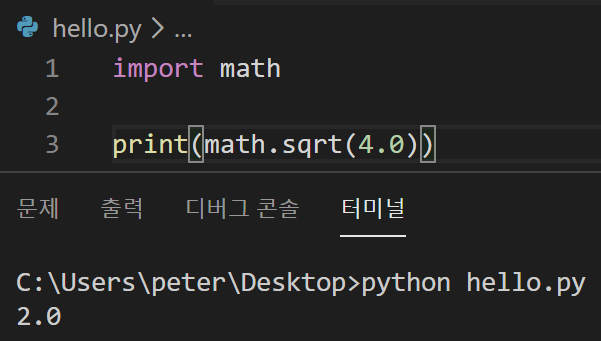 hello.py > ...
1 import math
2
3 print(math.sqrt(4.0))
문제 출력 디버그 콘솔 터미널
C:\Users\peter\Desktop>python hello.py
2.0